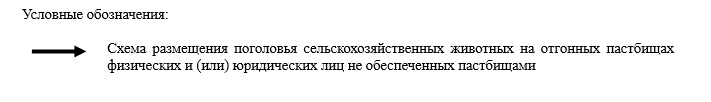 Условные обозначения:
Схема размещения поголовья сельскохозяйственных животных на отгонных пастбищах
физических и (или) юридических лиц не обеспеченных пастбищами